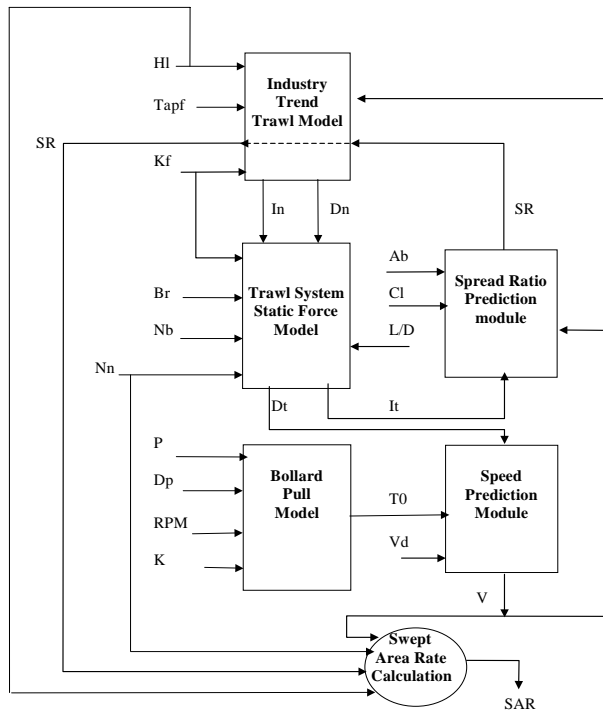 Hl
Industry
Trend
Trawl Model
Tapf
SR
Kf
In
Dn
SR
Ab
Spread Ratio
Prediction
module
Trawl System
Static Force
Model
Br
Cl
Nb
L/D
Nn
Dt
It
P
Bollard
Pull
Model
Speed
Prediction
Module
Dp
T0
RPM
Vd
K
V
Swept
Area Rate
Calculation
SAR